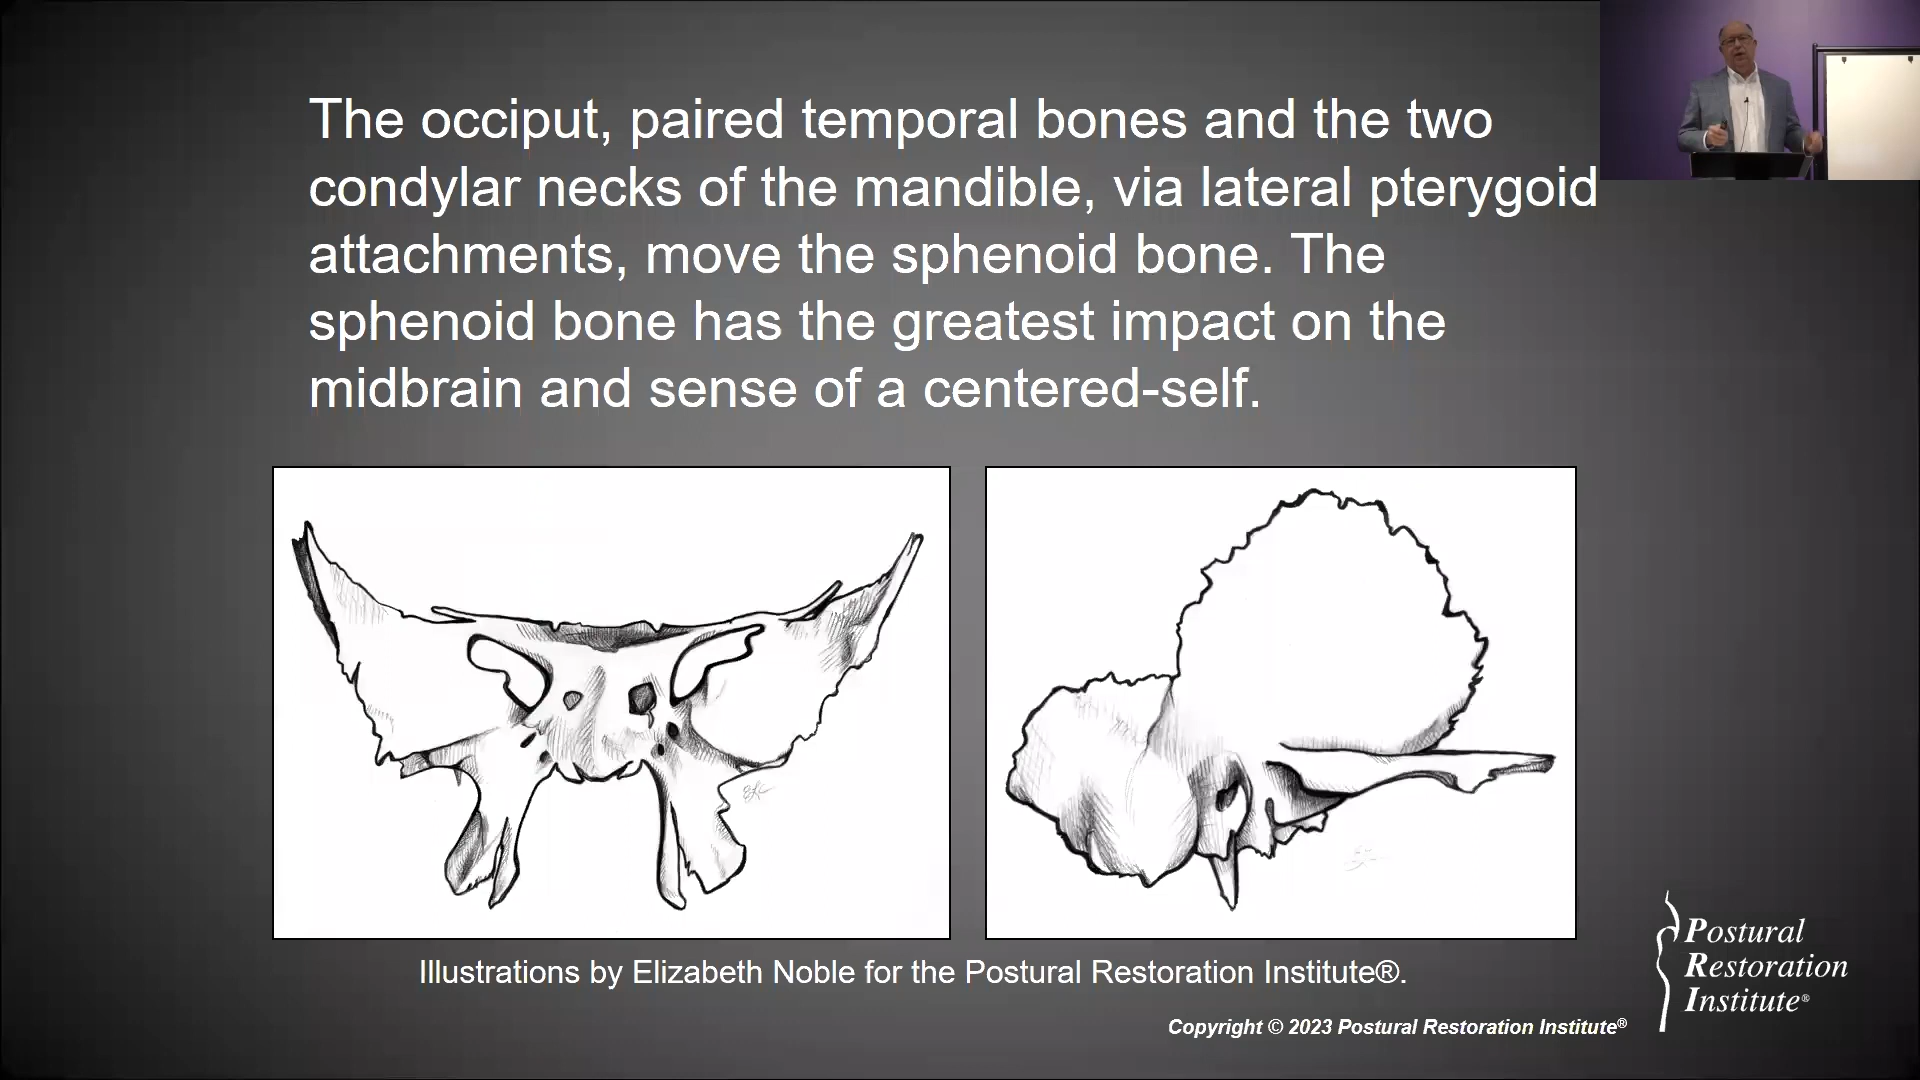 The occiput, paired temporal bones and the two
condylar necks of the mandible, via lateral pterygoid
attachments, move the sphenoid bone. The
sphenoid bone has the greatest impact on the
midbrain and sense of a centered-self.
Illustrations by Elizabeth Noble for the Postural Restoration Institute®.
Postural
Restoration
Institute®
Copyright © 2023 Postural Restoration Institute®